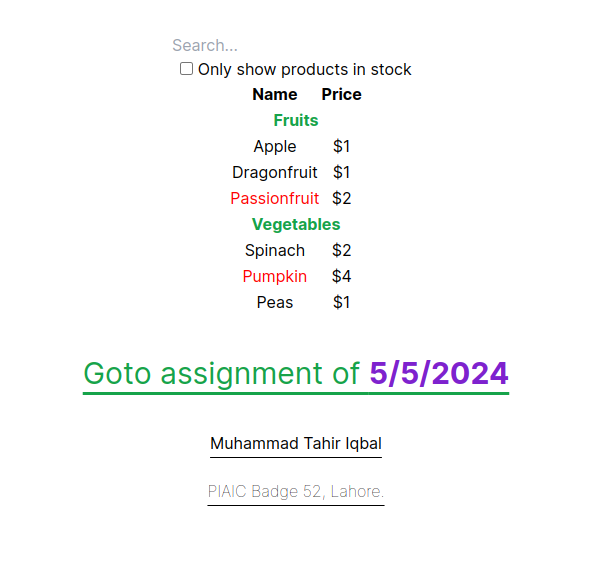 Search...
Only show products in stock
Name Price
Fruits
Apple $1
Dragonfruit $1
Passionfruit $2
Vegetables
Spinach $2
Pumpkin $4
Peas $1
Goto assignment of 5/5/2024
Muhammad Tahir Iqbal
PIAIC Badge 52, Lahore.